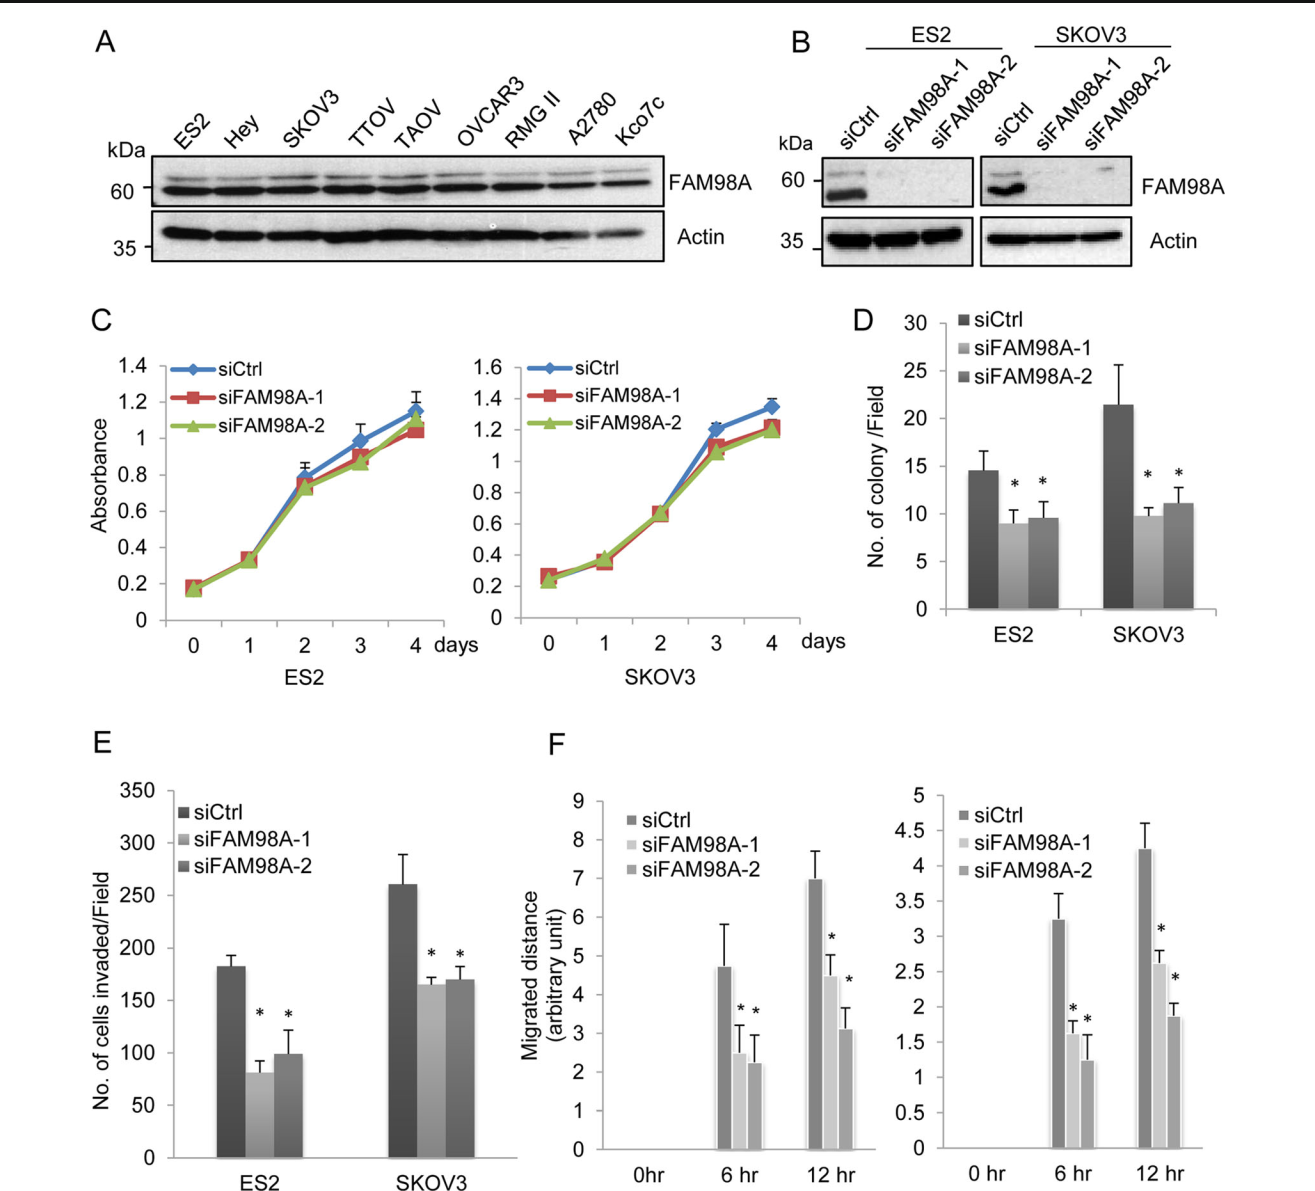 A
ES2 Hey SKOV3 TTOV TAOV OVCAR3 RMG II A2780 Kco7c
kDa
60
FAM98A
35
Actin
B
ES2 SKOV3
siCtrl siFAM98A-1 siFAM98A-2 siCtrl siFAM98A-1 siFAM98A-2
kDa
60
FAM98A
35
Actin
C
Absorbance
siCtrl
siFAM98A-1
siFAM98A-2
1.4
1.2
1
0.8
0.6
0.4
0.2
0
0 1 2 3 4 days
ES2
siCtrl
siFAM98A-1
siFAM98A-2
1.6
1.4
1.2
1
0.8
0.6
0.4
0.2
0
0 1 2 3 4 days
SKOV3
D
No. of colony /Field
siCtrl
siFAM98A-1
siFAM98A-2
30
25
20
15
10
5
0
* * * *
ES2 SKOV3
E
No. of cells invaded/Field
siCtrl
siFAM98A-1
siFAM98A-2
350
300
250
200
150
100
50
0
* * * *
ES2 SKOV3
F
Migrated distance
(arbitrary unit)
siCtrl
siFAM98A-1
siFAM98A-2
9
8
7
6
5
4
3
2
1
0
* * * *
0hr 6 hr 12 hr
siCtrl
siFAM98A-1
siFAM98A-2
5
4.5
4
3.5
3
2.5
2
1.5
1
0.5
0
* * * *
0 hr 6 hr 12 hr